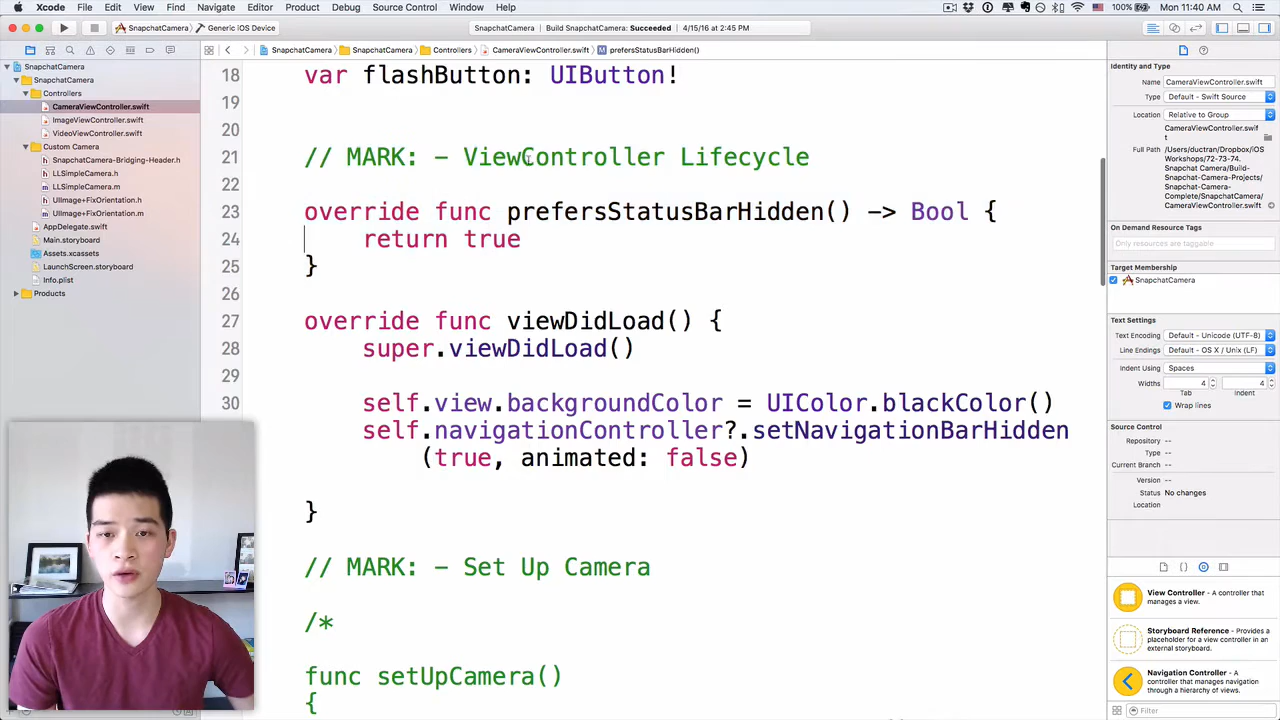 Xcode File Edit View Find Navigate Editor Product Debug Source Control Window Help
100% Mon 11:40 AM
SnapchatCamera Generic iOS Device
SnapchatCamera Build SnapchatCamera: Succeeded 4/15/16 at 2:45 PM
SnapchatCamera SnapchatCamera Controllers CameraViewController.swift prefersStatusBarHidden()
SnapchatCamera
SnapchatCamera
Controllers
CameraViewController.swift
ImageViewController.swift
VideoViewController.swift
Custom Camera
SnapchatCamera-Bridging-Header.h
LLSimpleCamera.h
LLSimpleCamera.m
UIImage+FixOrientation.h
UIImage+FixOrientation.m
AppDelegate.swift
Main.storyboard
Assets.xcassets
LaunchScreen.storyboard
Info.plist
Products
18 var flashButton: UIButton!
19
20
21 // MARK: - ViewController Lifecycle
22
23 override func prefersStatusBarHidden() -> Bool {
24 return true
25 }
26
27 override func viewDidLoad() {
28 super.viewDidLoad()
29
30 self.view.backgroundColor = UIColor.blackColor()
self.navigationController?.setNavigationBarHidden
(true, animated: false)
}
// MARK: - Set Up Camera
/*
func setUpCamera()
{
Identity and Type
Name CameraViewController.swift
Type Default - Swift Source
Location Relative to Group
CameraViewController.swif
t
Full Path /Users/ductran/Dropbox/iOS
Workshops/72-73-74.
Snapchat Camera/Build-
Snapchat-Camera-
Projects/Snapchat-Camera-
Complete/SnapchatCamera/
CameraViewController.swift
On Demand Resource Tags
Only resources are taggable
Target Membership
SnapchatCamera
Text Settings
Text Encoding Default - Unicode (UTF-8)
Line Endings Default - OS X / Unix (LF)
Indent Using Spaces
Widths 4 4
Tab Indent
Wrap lines
Source Control
Repository --
Type --
Current Branch --
Version --
Status No changes
Location
View Controller - A controller that
manages a view.
Storyboard Reference - Provides a
placeholder for a view controller in an
external storyboard.
Navigation Controller - A
controller that manages navigation
through a hierarchy of views.
Filter